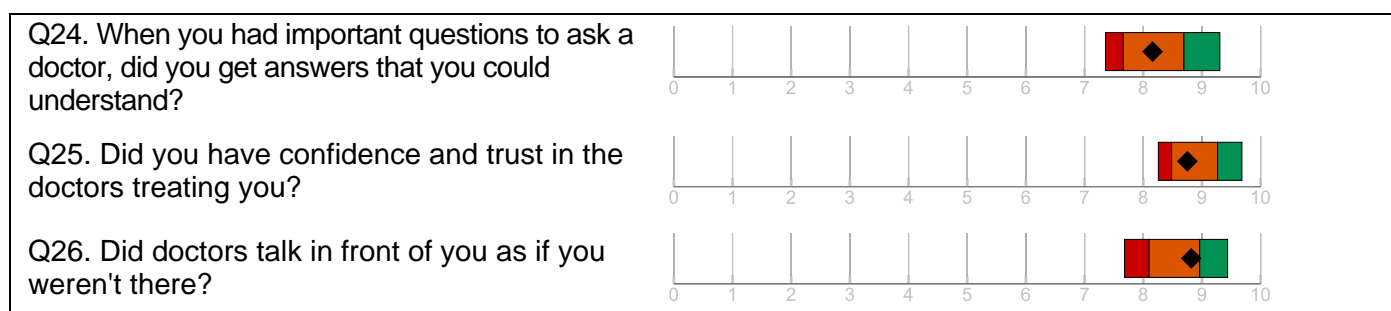 Q24. When you had important questions to ask a
doctor, did you get answers that you could
understand?
0 1 2 3 4 5 6 7 8 9 10
Q25. Did you have confidence and trust in the
doctors treating you?
0 1 2 3 4 5 6 7 8 9 10
Q26. Did doctors talk in front of you as if you
weren't there?
0 1 2 3 4 5 6 7 8 9 10